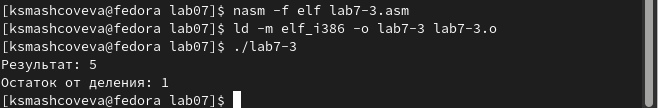 [ksmashcoveva@fedora lab07]$ nasm -f elf lab7-3.asm
[ksmashcoveva@fedora lab07]$ ld -m elf_i386 -o lab7-3 lab7-3.o
[ksmashcoveva@fedora lab07]$ ./lab7-3
Результат: 5
Остаток от деления: 1
[ksmashcoveva@fedora lab07]$